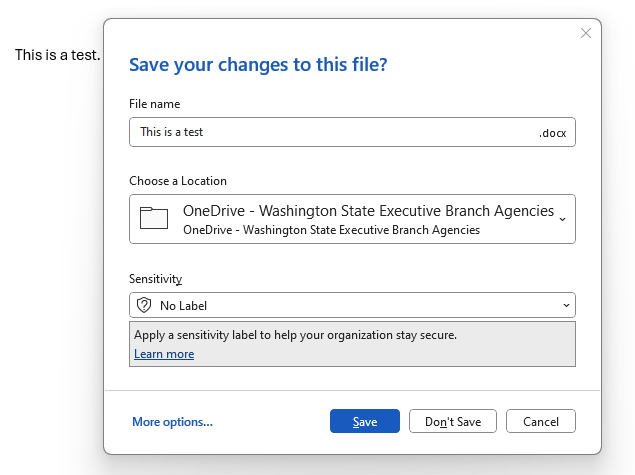 This is a test.
Save your changes to this file?
File name
This is a test
.docx
Choose a Location
OneDrive - Washington State Executive Branch Agencies
OneDrive - Washington State Executive Branch Agencies
Sensitivity
No Label
Apply a sensitivity label to help your organization stay secure.
Learn more
More options...
Save
Don't Save
Cancel